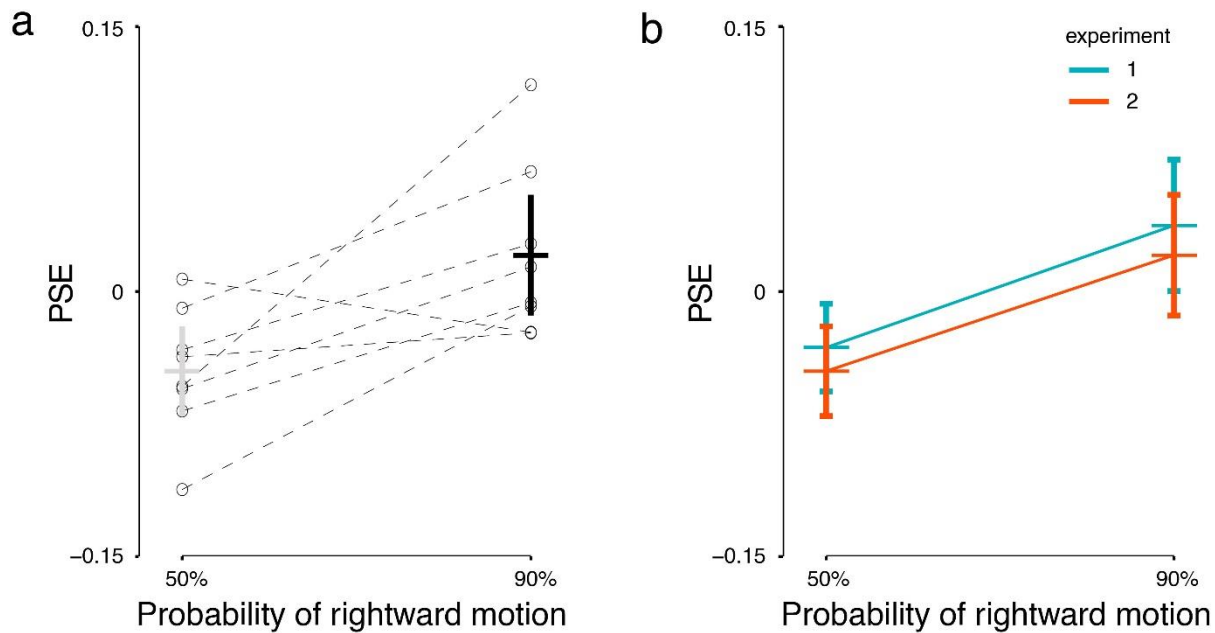 a
0.15
0
−0.15
PSE
50%
90%
Probability of rightward motion
b
0.15
0
−0.15
PSE
experiment
1
2
50%
90%
Probability of rightward motion